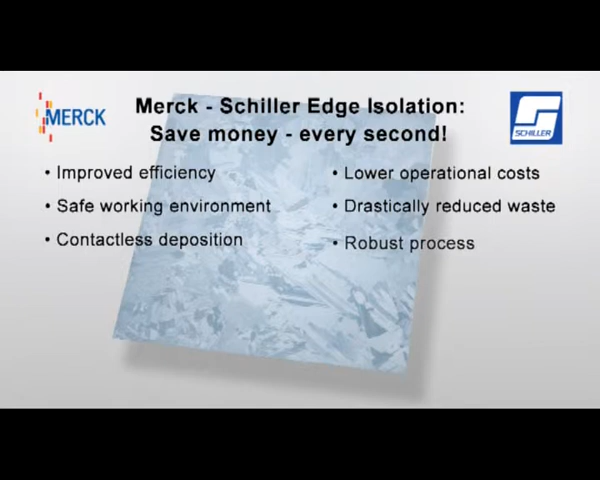 MERCK
Merck - Schiller Edge Isolation:
Save money - every second!
SCHILLER
• Improved efficiency
• Safe working environment
• Contactless deposition
• Lower operational costs
• Drastically reduced waste
• Robust process